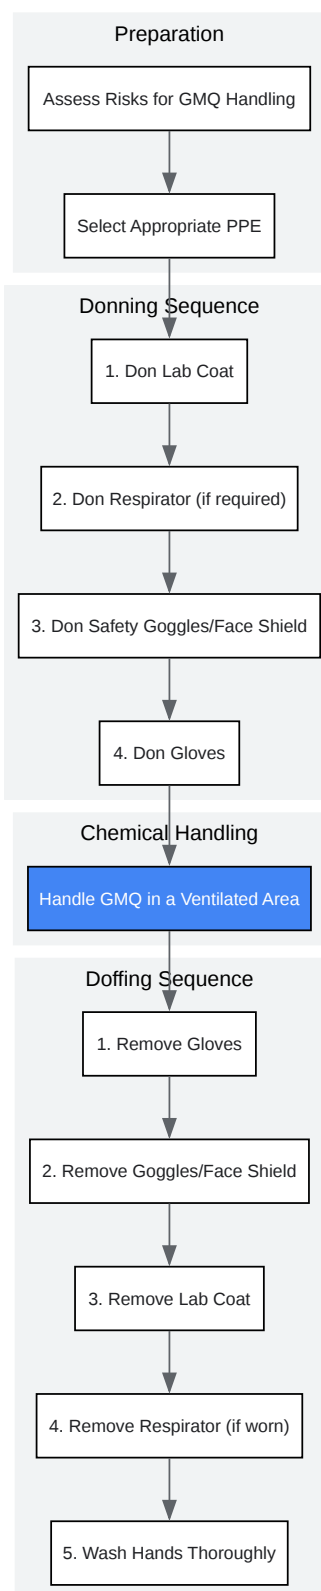 Preparation
Assess Risks for GMQ Handling
Select Appropriate PPE
Donning Sequence
1. Don Lab Coat
2. Don Respirator (if required)
3. Don Safety Goggles/Face Shield
4. Don Gloves
Chemical Handling
Handle GMQ in a Ventilated Area
Doffing Sequence
1. Remove Gloves
2. Remove Goggles/Face Shield
3. Remove Lab Coat
4. Remove Respirator (if worn)
5. Wash Hands Thoroughly